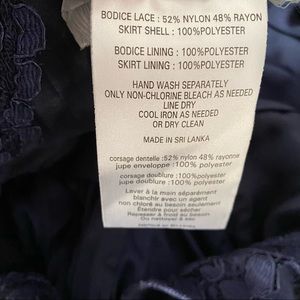 BODICE LACE : 52% NYLON 48% RAYON
SKIRT SHELL : 100%POLYESTER
BODICE LINING : 100%POLYESTER
SKIRT LINING : 100%POLYESTER
HAND WASH SEPARATELY
ONLY NON-CHLORINE BLEACH AS NEEDED
LINE DRY
COOL IRON AS NEEDED
OR DRY CLEAN
MADE IN SRI LANKA
corsage dentelle :52% nylon 48% rayonne
jupe enveloppe :100% polyester
corsage doublure :100% polyester
jupe doublure :100% polyester
Laver à la main séparément
blanchir avec un agent
non chloré au besoin seulement
Étendre pour sécher
Repasser à froid au besoin
Ou nettoyer à sec